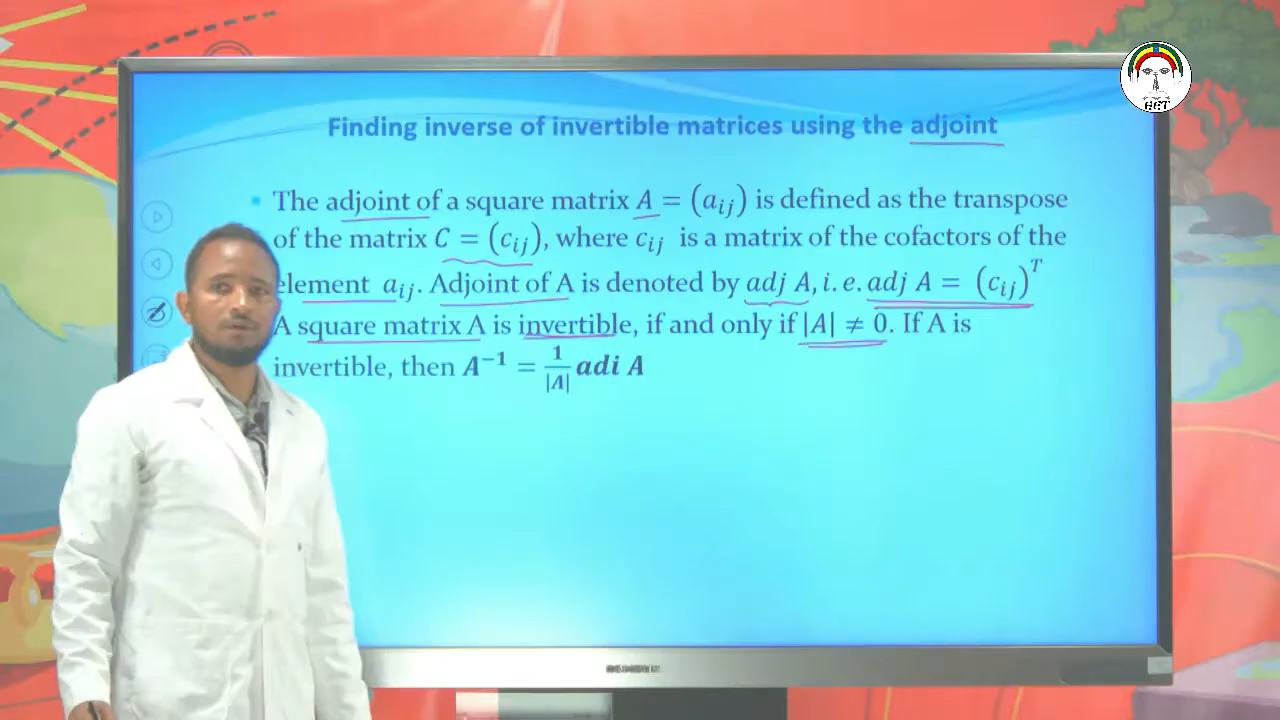 Finding inverse of invertible matrices using the adjoint
The adjoint of a square matrix A = (aᵢⱼ) is defined as the transpose
of the matrix C = (cᵢⱼ), where cᵢⱼ is a matrix of the cofactors of the
element aᵢⱼ. Adjoint of A is denoted by adj A, i.e. adj A = (cᵢⱼ)ᵀ
A square matrix A is invertible, if and only if |A| ≠ 0. If A is
invertible, then A⁻¹ = 1/|A| adi A